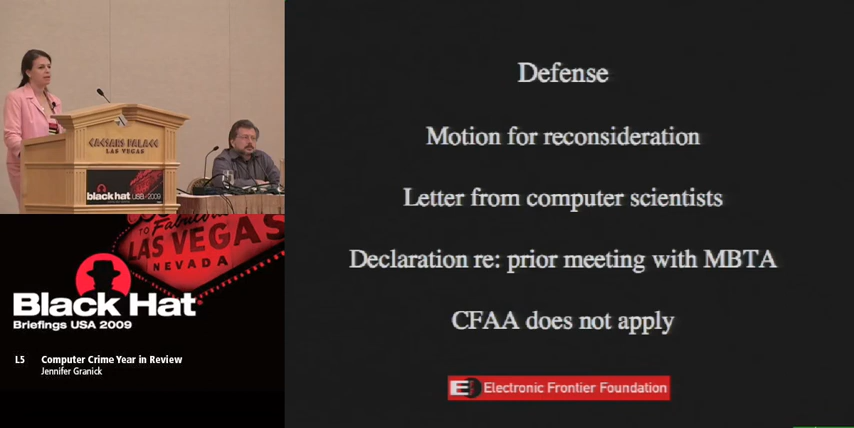 CAESARS PALACE
LAS VEGAS
black hat USA + 2009
TO Fabulous
LAS VEGAS
NEVADA
Black Hat
Briefings USA 2009
L5 Computer Crime Year in Review
Jennifer Granick
Defense
Motion for reconsideration
Letter from computer scientists
Declaration re: prior meeting with MBTA
CFAA does not apply
Electronic Frontier Foundation